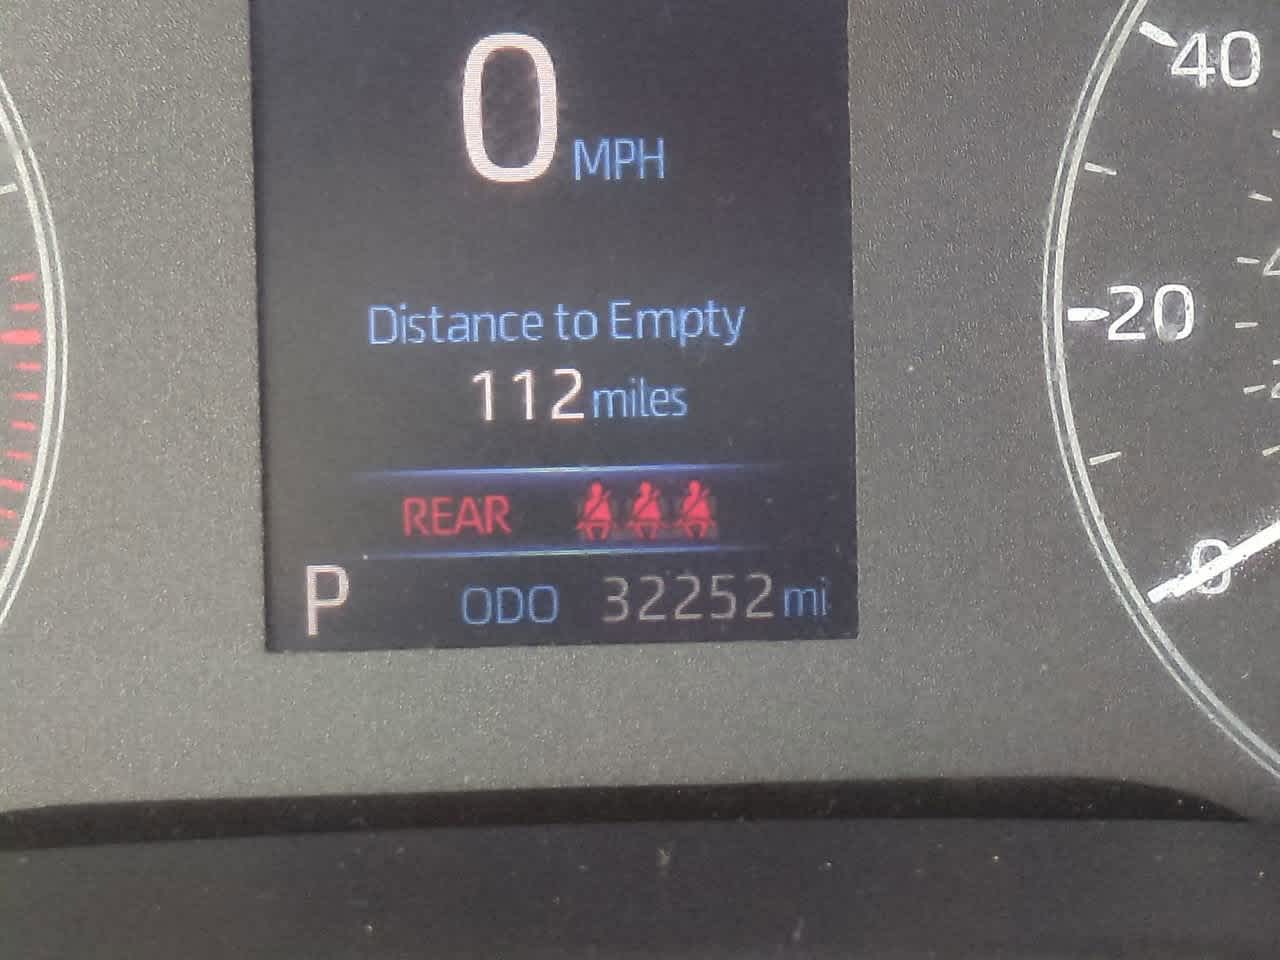 0 MPH
Distance to Empty
112 miles
REAR
P ODO 32252 mi
40
20
0